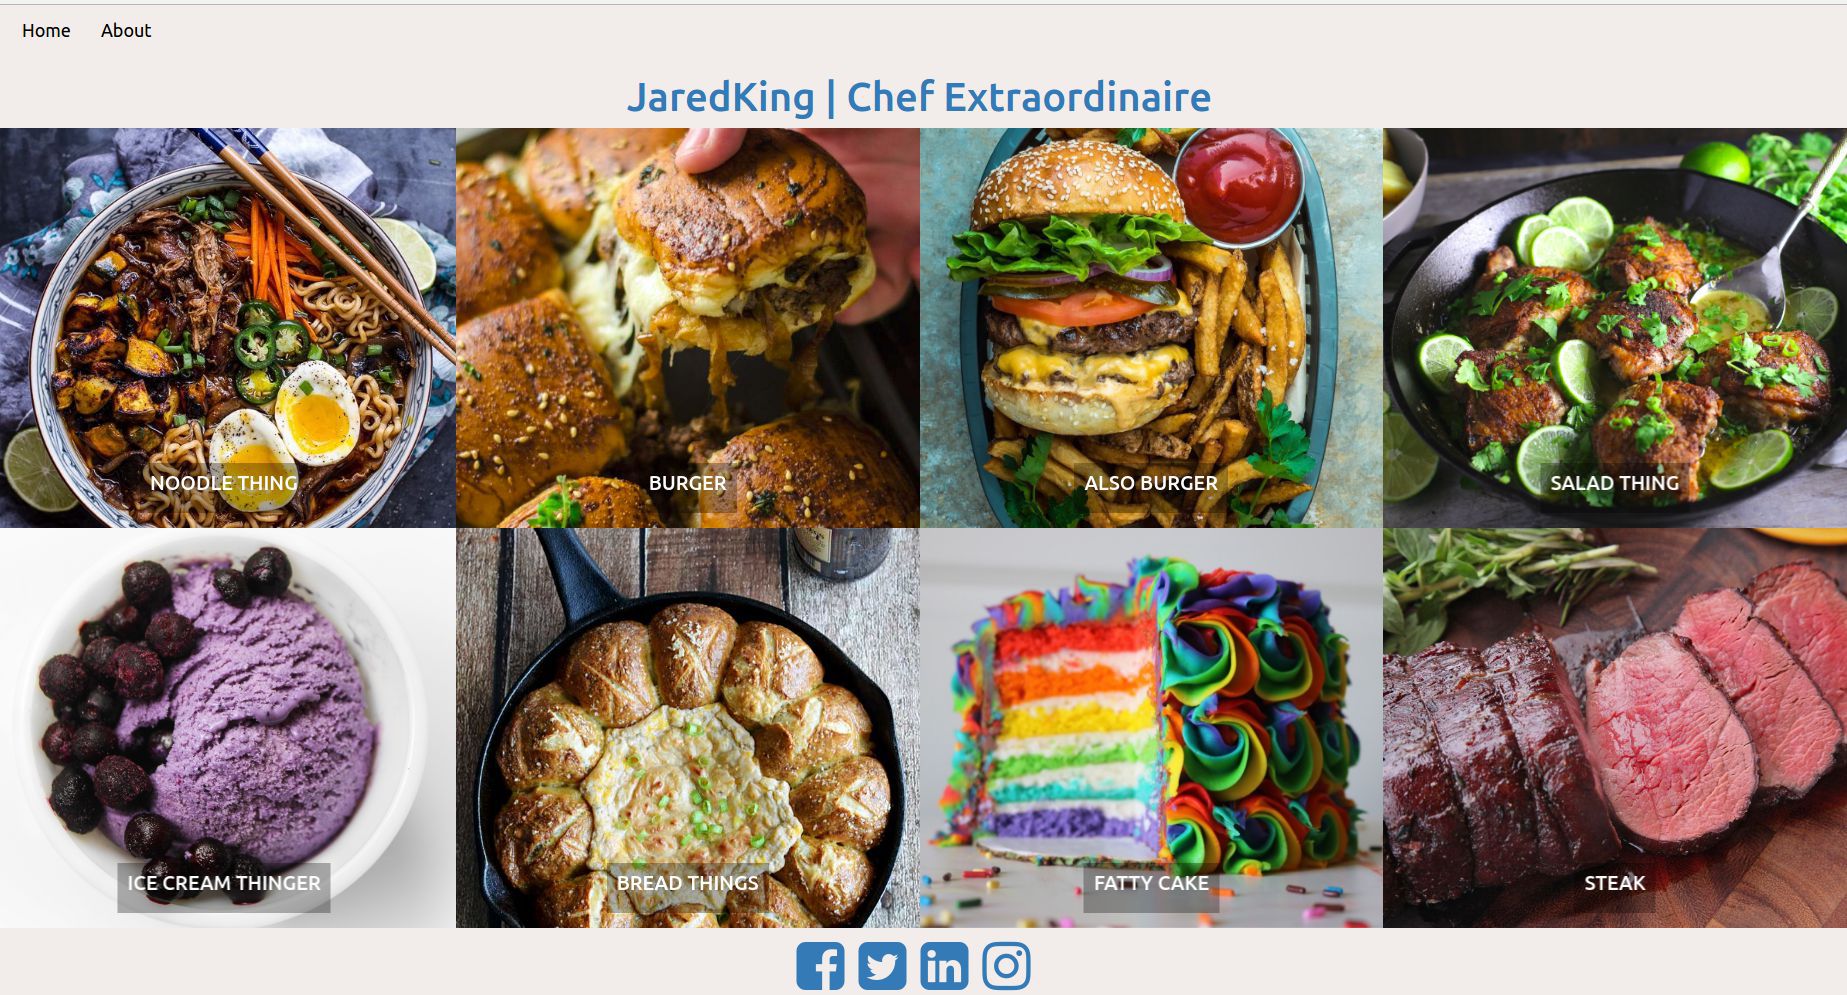 Home About
JaredKing | Chef Extraordinaire
NOODLE THING
BURGER
ALSO BURGER
SALAD THING
ICE CREAM THINGER
BREAD THINGS
FATTY CAKE
STEAK